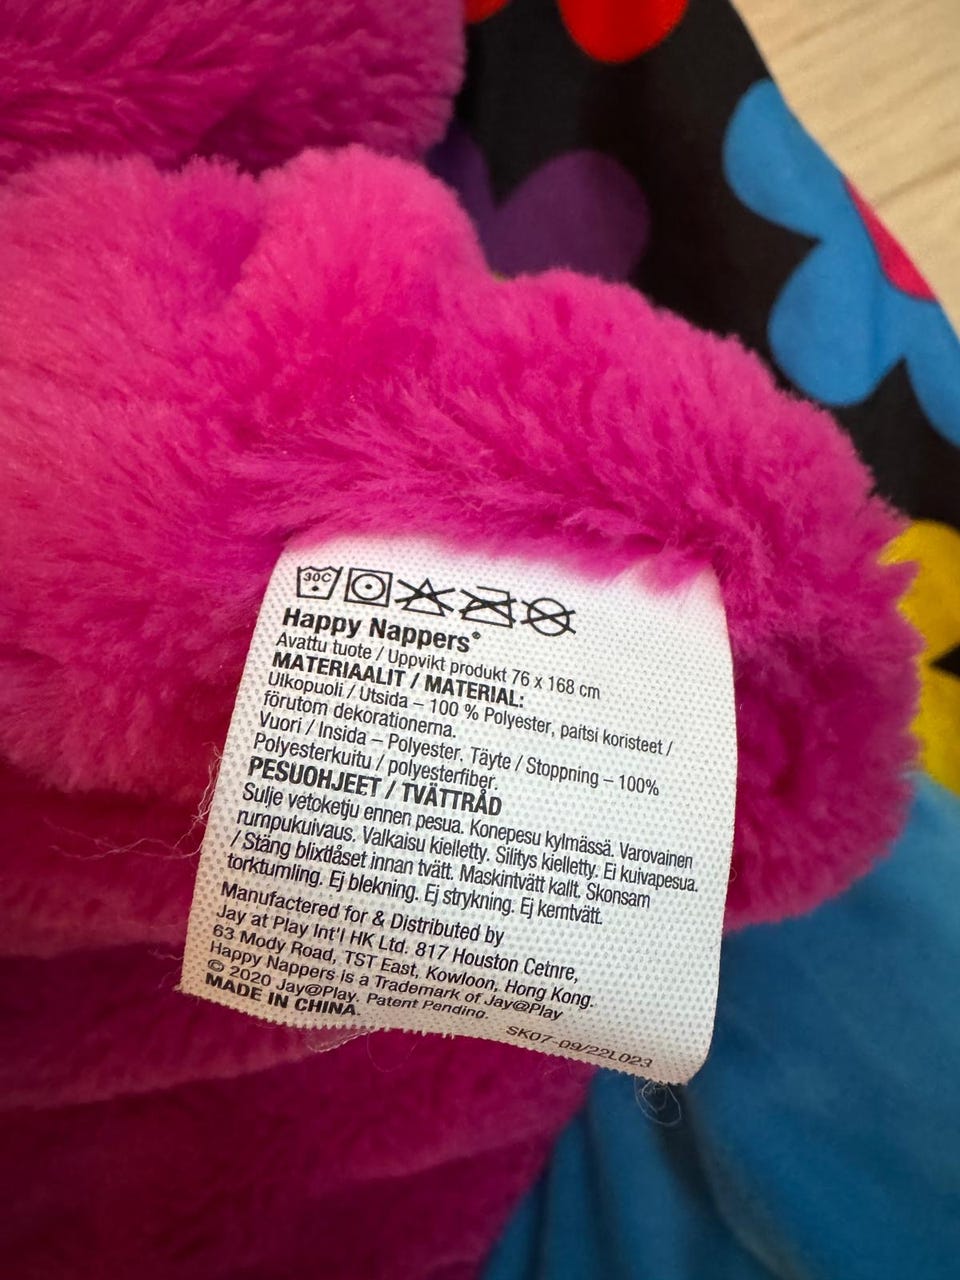 30C
Happy Nappers®
Avattu tuote / Uppvikt produkt 76 x 168 cm
MATERIAALIT / MATERIAL:
Ulkopuoli / Utsida – 100 % Polyester, paitsi koristeet /
förutom dekorationerna.
Vuori / Insida – Polyester. Täyte / Stoppning – 100%
Polyesterkuitu / polyesterfiber.
PESUOHJEET / TVÄTTRÅD
Sulje vetoketju ennen pesua. Konepesu kylmässä. Varovainen
rumpukuivaus. Valkaisu kielletty. Silitys kielletty. Ei kuivapesua.
/ Stäng blixtlåset innan tvätt. Maskintvätt kallt. Skonsam
torktumling. Ej blekning. Ej strykning. Ej kemtvätt.
Manufactered for & Distributed by
Jay at Play Int'l HK Ltd. 817 Houston Cetnre,
63 Mody Road, TST East, Kowloon, Hong Kong.
Happy Nappers is a Trademark of Jay@Play
© 2020 Jay@Play. Patent Pending.
MADE IN CHINA.
SK07-09/22L023